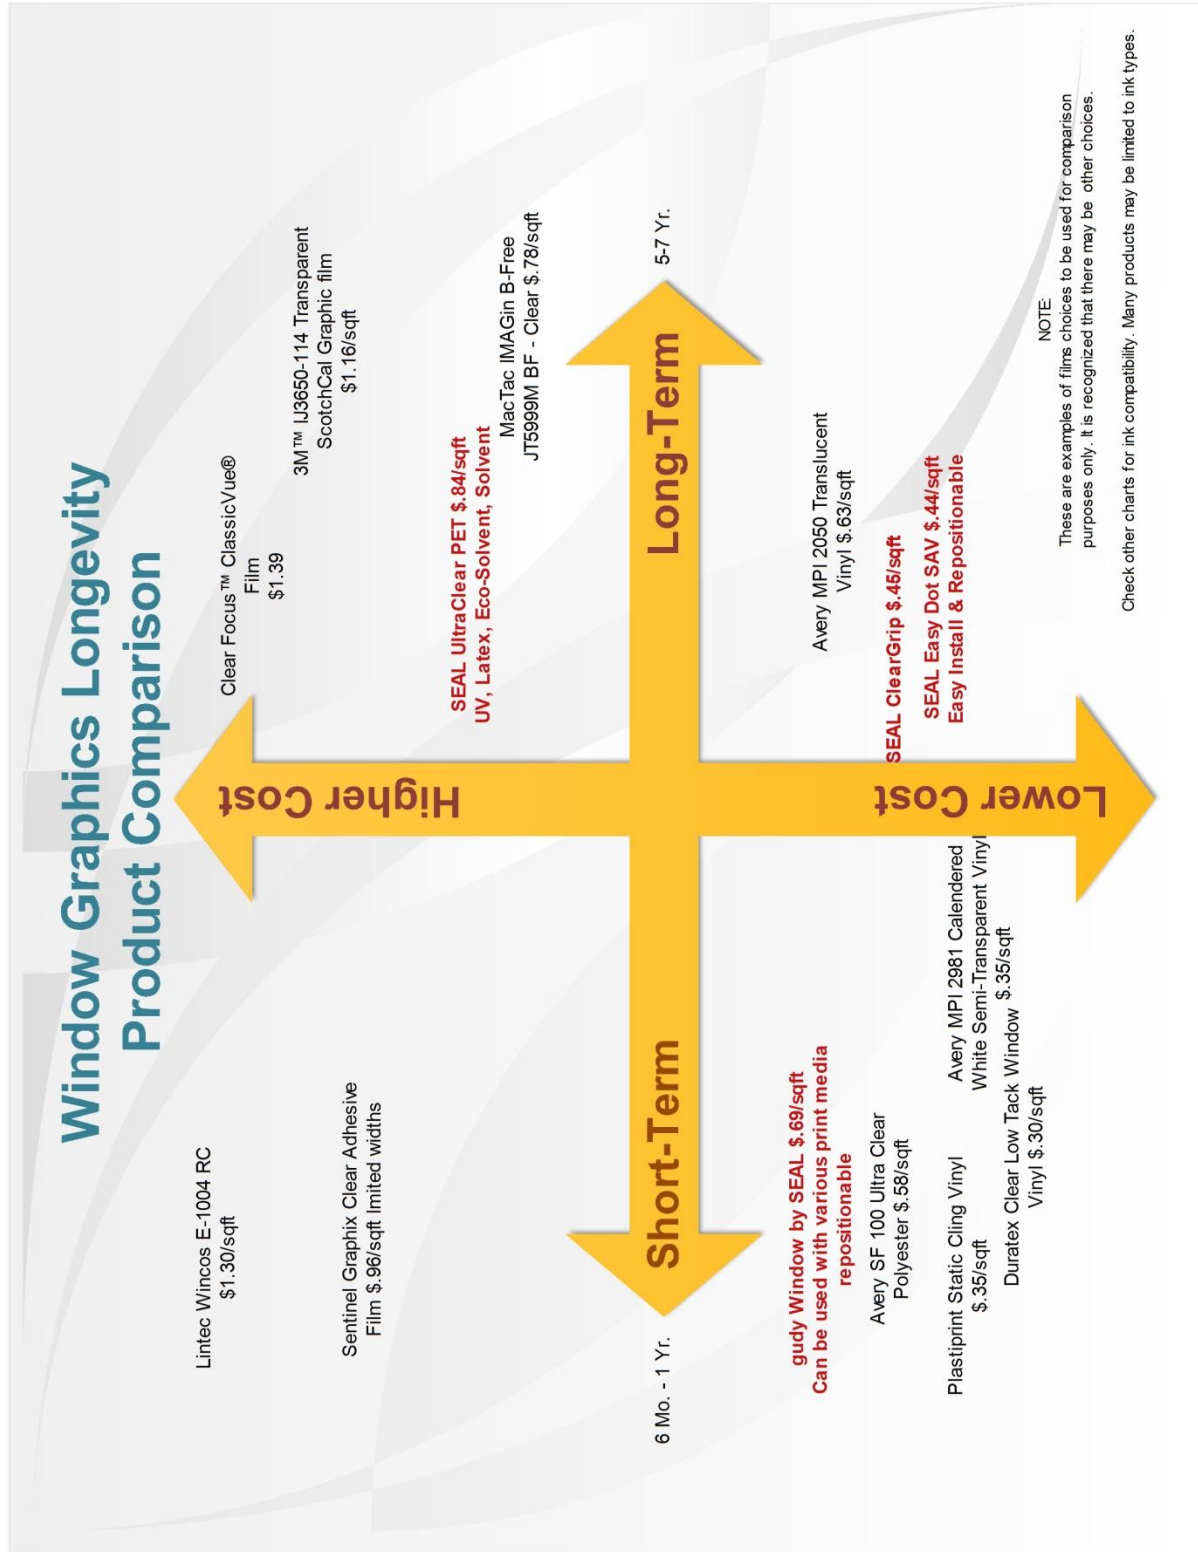 Window Graphics Longevity
Product Comparison
Lintec Wincos E-1004 RC
$1.30/sqft
Clear Focus™ ClassicVue®
Film
$1.39
3M™ IJ3650-114 Transparent
ScotchCal Graphic film
$1.16/sqft
Sentinel Graphix Clear Adhesive
Film $.96/sqft lmited widths
Higher Cost
SEAL UltraClear PET $.84/sqft
UV, Latex, Eco-Solvent, Solvent
MacTac IMAGin B-Free
JT5999M BF - Clear $.78/sqft
6 Mo. - 1 Yr.
Short-Term
Long-Term
5-7 Yr.
gudy Window by SEAL $.69/sqft
Can be used with various print media
repositionable
Avery MPI 2050 Translucent
Vinyl $.63/sqft
Avery SF 100 Ultra Clear
Polyester $.58/sqft
Lower Cost
SEAL ClearGrip $.45/sqft
SEAL Easy Dot SAV $.44/sqft
Easy Install & Repositionable
Plastiprint Static Cling Vinyl
$.35/sqft
Avery MPI 2981 Calendered
White Semi-Transparent Vinyl
$.35/sqft
Duratex Clear Low Tack Window
Vinyl $.30/sqft
NOTE:
These are examples of films choices to be used for comparison
purposes only. It is recognized that there may be other choices.
Check other charts for ink compatibility. Many products may be limited to ink types.